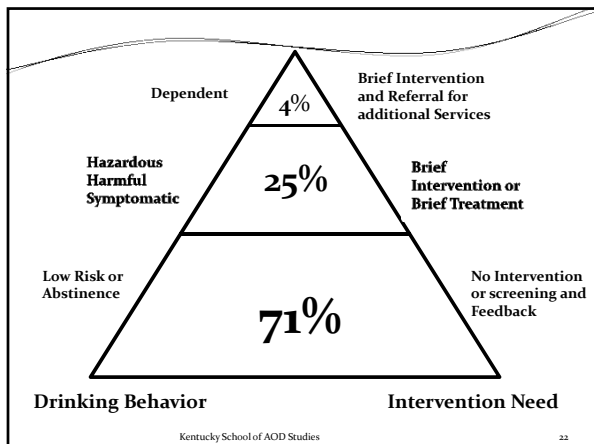 Dependent
4%
Brief Intervention
and Referral for
additional Services
Hazardous
Harmful
Symptomatic
25%
Brief
Intervention or
Brief Treatment
Low Risk or
Abstinence
71%
No Intervention
or screening and
Feedback
Drinking Behavior
Intervention Need
Kentucky School of AOD Studies
22